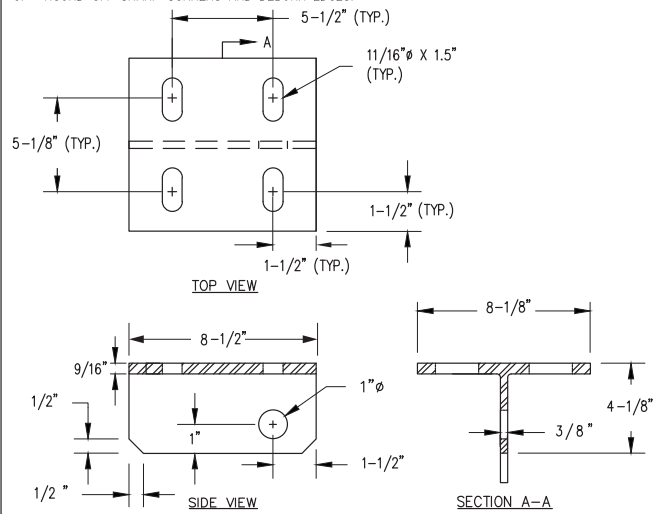 5-1/2" (TYP.)
A
11/16"ø X 1.5"
(TYP.)
5-1/8" (TYP.)
1-1/2" (TYP.)
1-1/2" (TYP.)
TOP VIEW
8-1/2"
8-1/8"
9/16"
1/2"
1"
1"ø
4-1/8"
3/8"
1-1/2"
1/2 "
SIDE VIEW
SECTION A-A